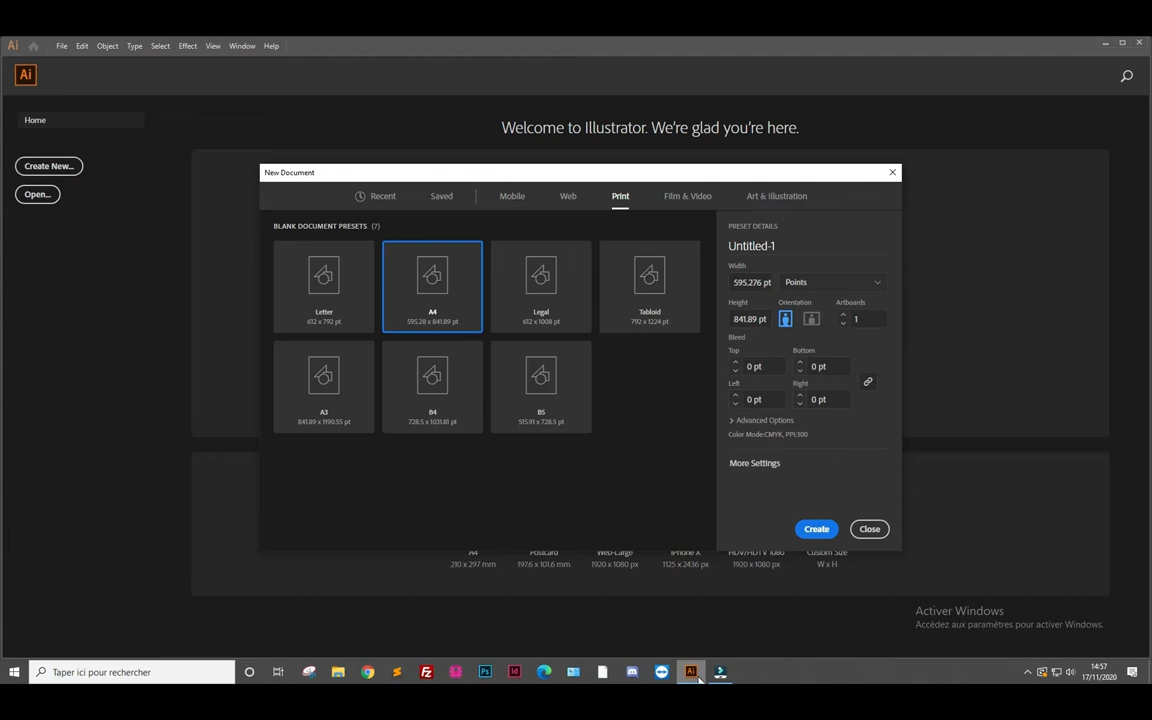 Ai File Edit Object Type Select Effect View Window Help
Ai
Home
Welcome to Illustrator. We're glad you're here.
Create New...
Open...
New Document
Recent Saved Mobile Web Print Film & Video Art & Illustration
BLANK DOCUMENT PRESETS (7)
Letter
612 x 792 pt
A4
595.28 x 841.89 pt
Legal
612 x 1008 pt
Tabloid
792 x 1224 pt
A3
841.89 x 1190.55 pt
B4
728.5 x 1031.81 pt
B5
515.91 x 728.5 pt
PRESET DETAILS
Untitled-1
Width
595.276 pt Points
Height Orientation Artboards
841.89 pt 1
Bleed
Top Bottom
0 pt 0 pt
Left Right
0 pt 0 pt
Advanced Options
Color Mode:CMYK, PPI:300
More Settings
Create Close
A4
210 x 297 mm
Postcard
197.6 x 101.6 mm
Web-Large
1920 x 1080 px
iPhone X
1125 x 2436 px
HDV/HDTV 1080
1920 x 1080 px
Custom Size
W x H
Activer Windows
Accédez aux paramètres pour activer Windows.
Taper ici pour rechercher
Fz
Ps
Id
Ai
14:57
17/11/2020